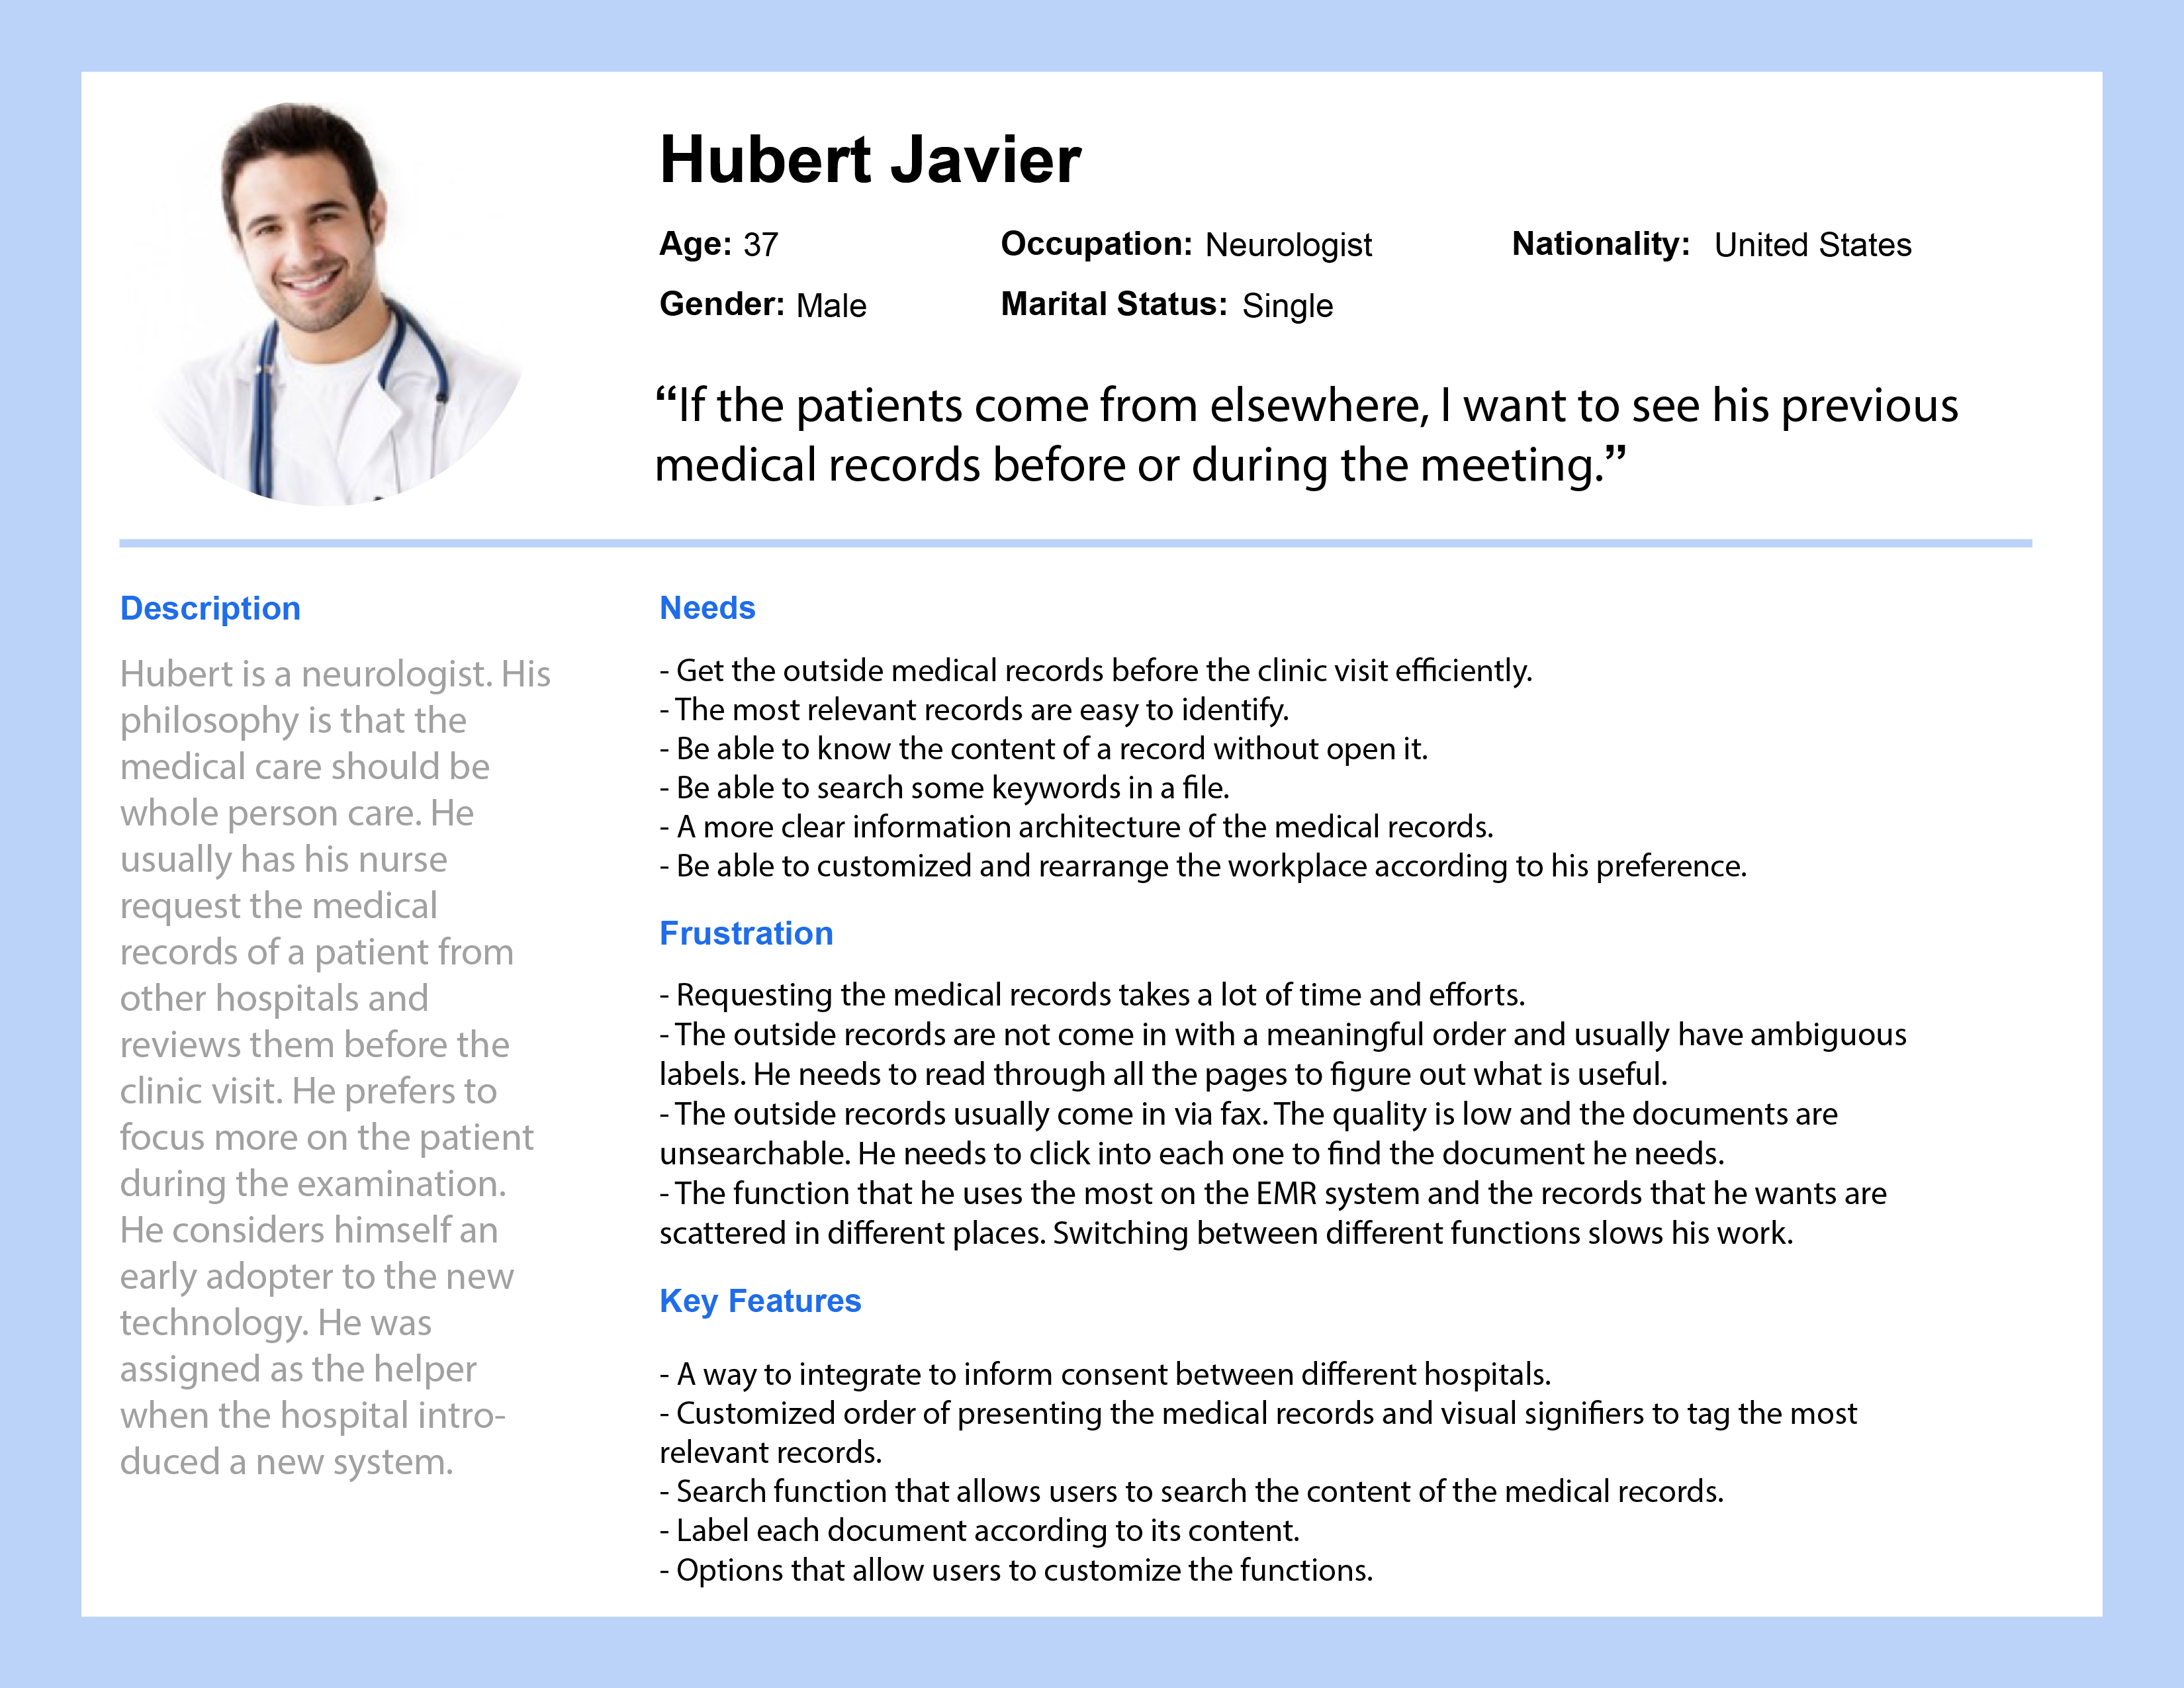 Hubert Javier
Age: 37 Occupation: Neurologist Nationality: United States
Gender: Male Marital Status: Single
“If the patients come from elsewhere, I want to see his previous
medical records before or during the meeting.”
Description
Hubert is a neurologist. His
philosophy is that the
medical care should be
whole person care. He
usually has his nurse
request the medical
records of a patient from
other hospitals and
reviews them before the
clinic visit. He prefers to
focus more on the patient
during the examination.
He considers himself an
early adopter to the new
technology. He was
assigned as the helper
when the hospital intro-
duced a new system.
Needs
- Get the outside medical records before the clinic visit efficiently.
- The most relevant records are easy to identify.
- Be able to know the content of a record without open it.
- Be able to search some keywords in a file.
- A more clear information architecture of the medical records.
- Be able to customized and rearrange the workplace according to his preference.
Frustration
- Requesting the medical records takes a lot of time and efforts.
- The outside records are not come in with a meaningful order and usually have ambiguous
labels. He needs to read through all the pages to figure out what is useful.
- The outside records usually come in via fax. The quality is low and the documents are
unsearchable. He needs to click into each one to find the document he needs.
- The function that he uses the most on the EMR system and the records that he wants are
scattered in different places. Switching between different functions slows his work.
Key Features
- A way to integrate to inform consent between different hospitals.
- Customized order of presenting the medical records and visual signifiers to tag the most
relevant records.
- Search function that allows users to search the content of the medical records.
- Label each document according to its content.
- Options that allow users to customize the functions.